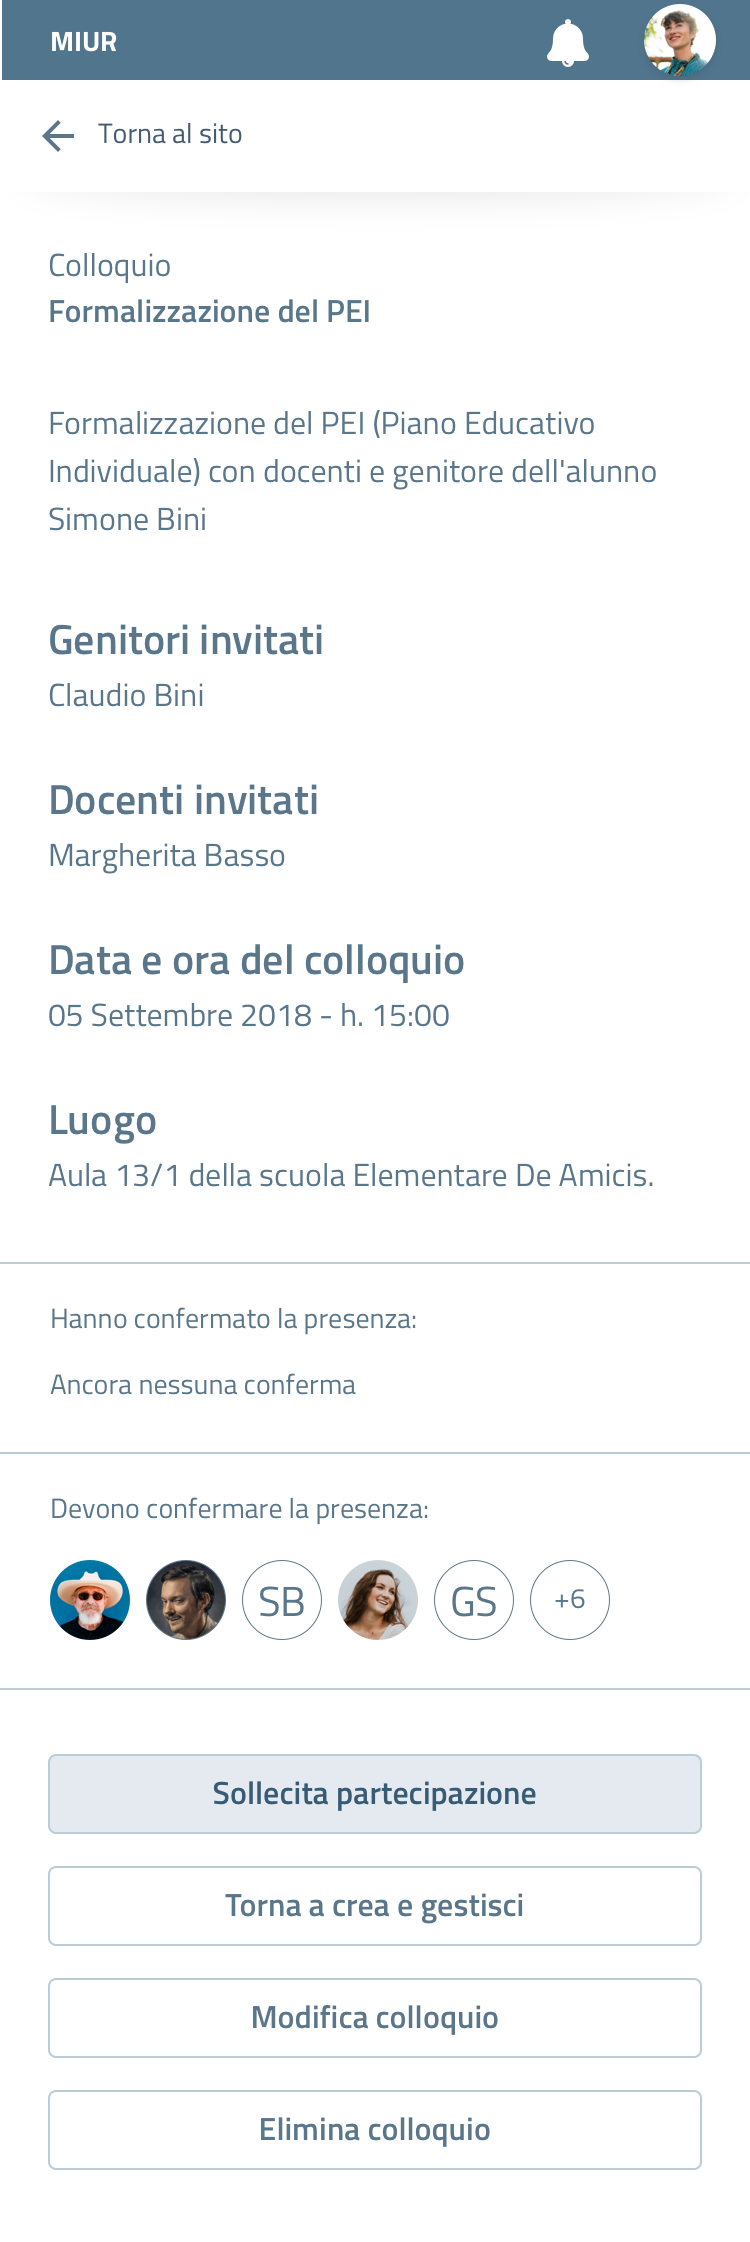 MIUR
Torna al sito
Colloquio
Formalizzazione del PEI
Formalizzazione del PEI (Piano Educativo
Individuale) con docenti e genitore dell'alunno
Simone Bini
Genitori invitati
Claudio Bini
Docenti invitati
Margherita Basso
Data e ora del colloquio
05 Settembre 2018 - h. 15:00
Luogo
Aula 13/1 della scuola Elementare De Amicis.
Hanno confermato la presenza:
Ancora nessuna conferma
Devono confermare la presenza:
SB GS +6
Sollecita partecipazione
Torna a crea e gestisci
Modifica colloquio
Elimina colloquio